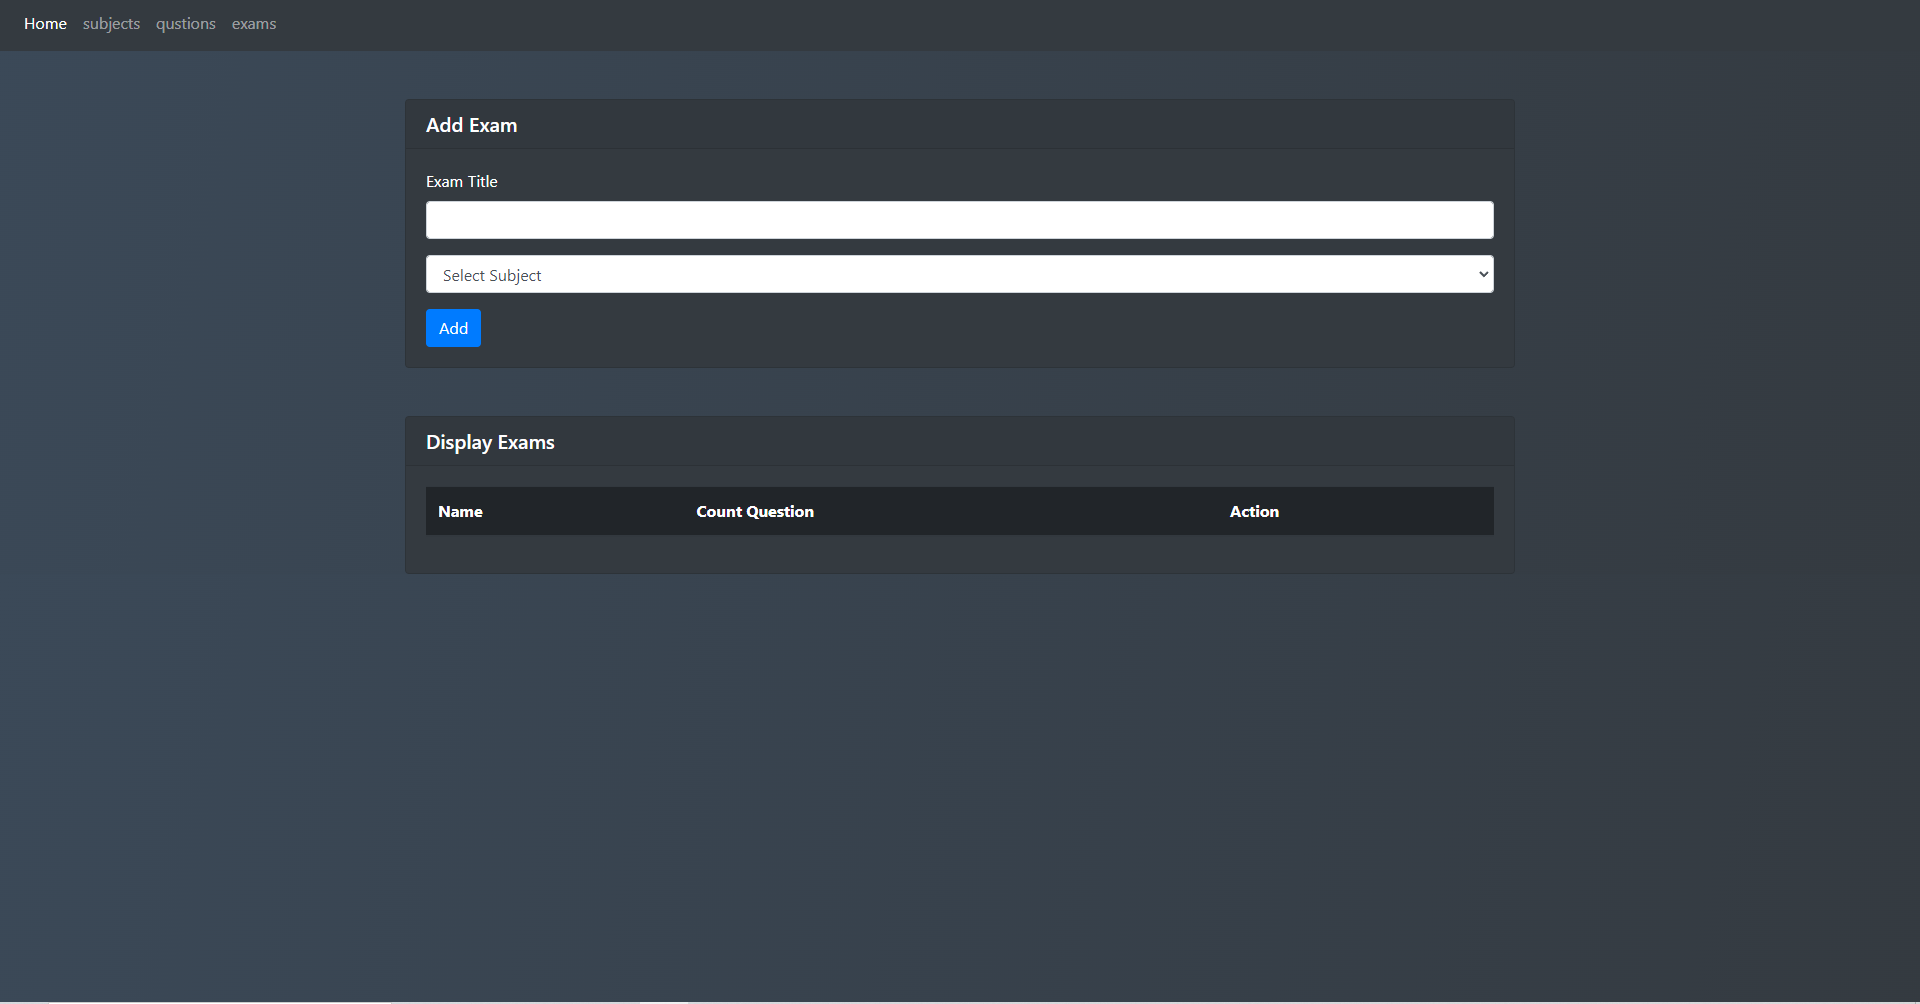 Home subjects qustions exams
Add Exam
Exam Title
Select Subject
Add
Display Exams
Name Count Question Action